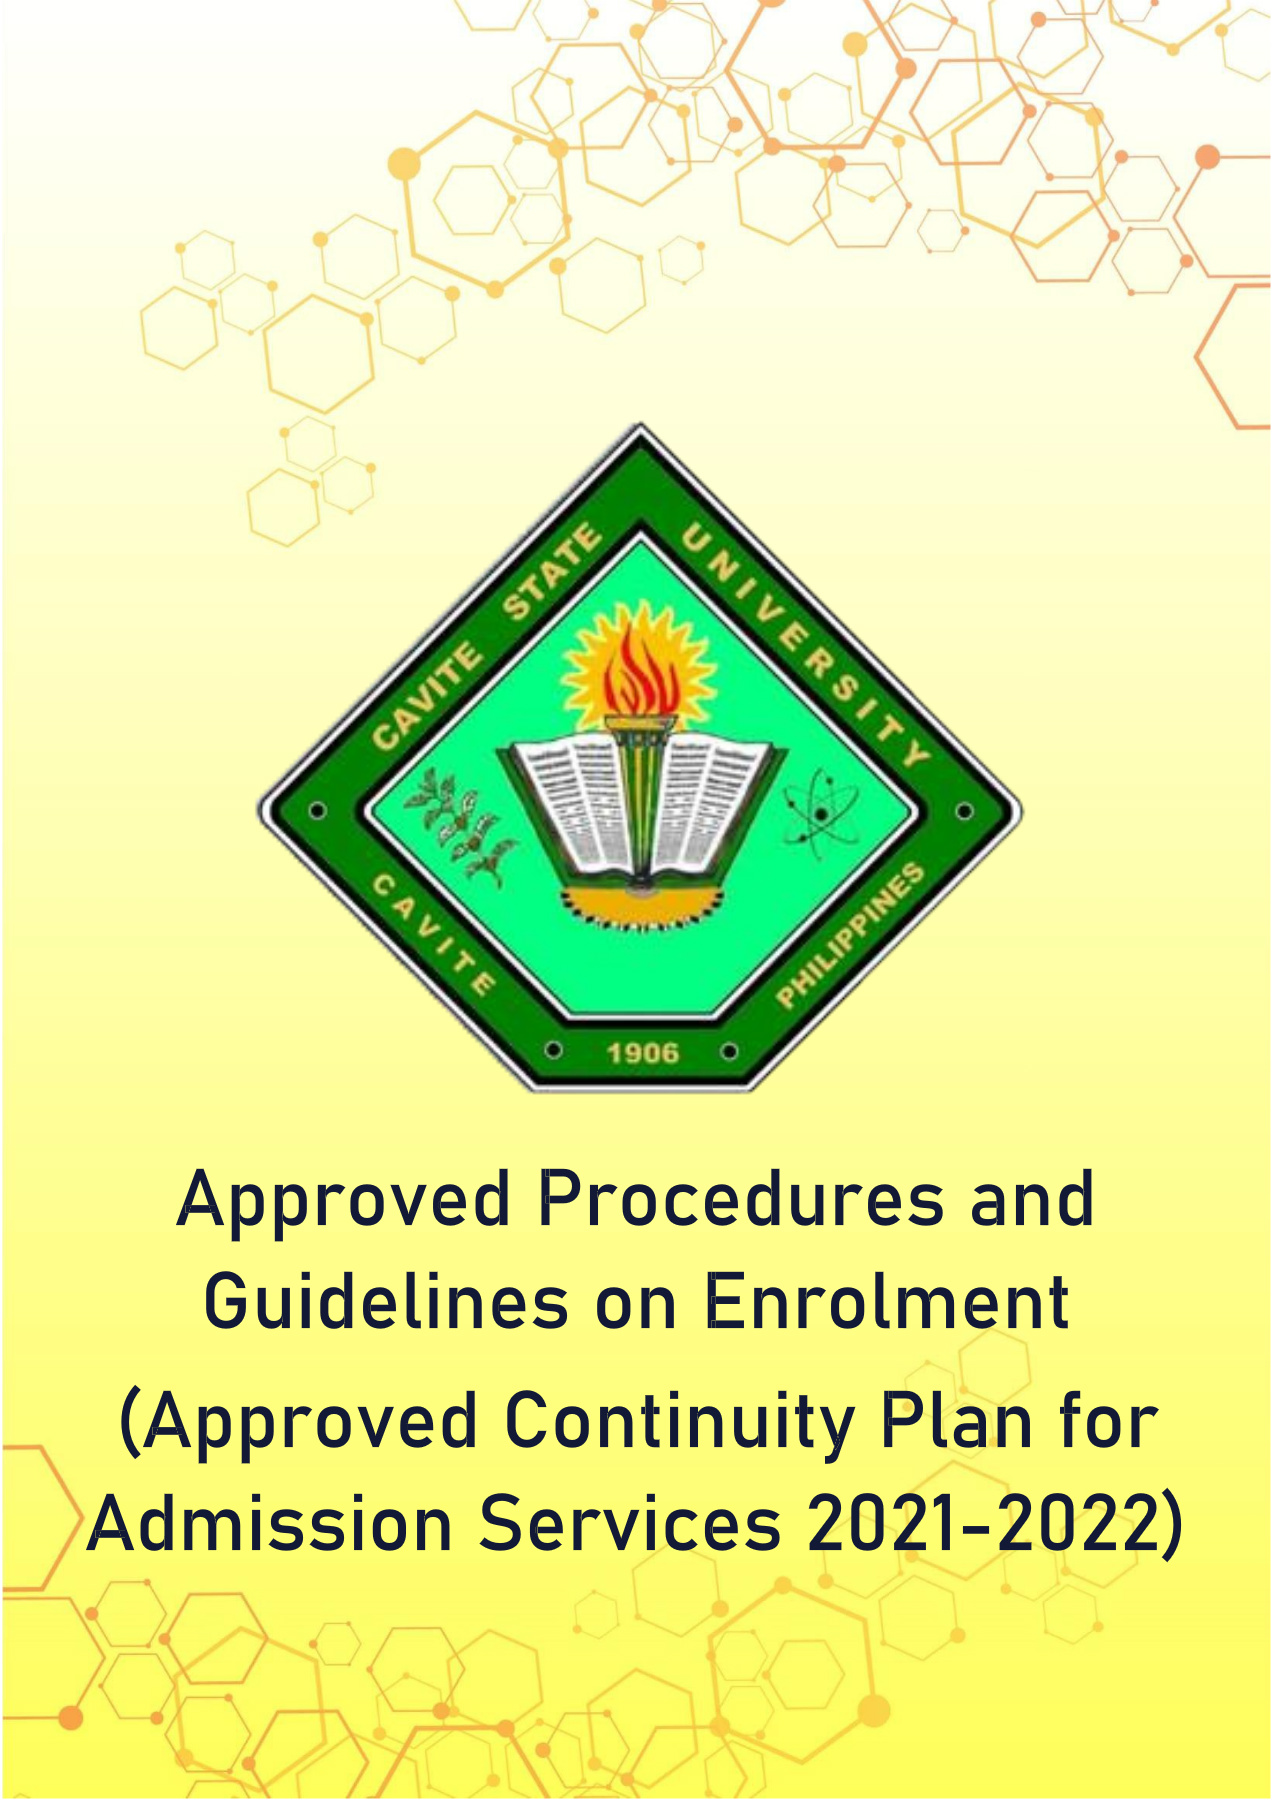 CAVITE STATE UNIVERSITY
CAVITE
PHILIPPINES
1906
Approved Procedures and
Guidelines on Enrolment
(Approved Continuity Plan for
Admission Services 2021-2022)